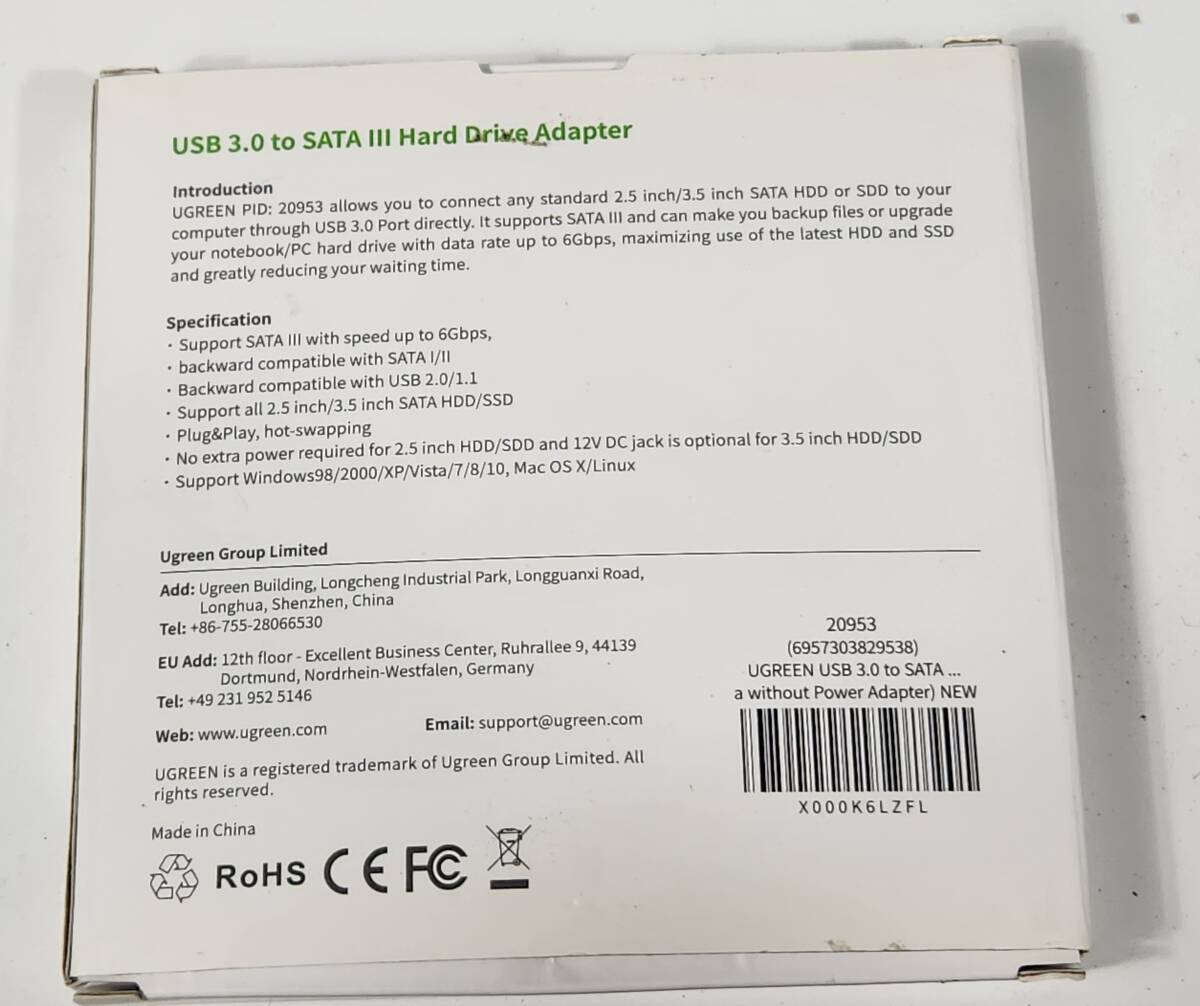 USB 3.0 to SATA III Hard Drive Adapter
Introduction
UGREEN PID: 20953 allows you to connect any standard 2.5 inch/3.5 inch SATA HDD or SDD to your
computer through USB 3.0 Port directly. It supports SATA III and can make you backup files or upgrade
your notebook/PC hard drive with data rate up to 6Gbps, maximizing use of the latest HDD and SSD
and greatly reducing your waiting time.
Specification
· Support SATA III with speed up to 6Gbps,
· backward compatible with SATA I/II
· Backward compatible with USB 2.0/1.1
· Support all 2.5 inch/3.5 inch SATA HDD/SSD
· Plug&Play, hot-swapping
· No extra power required for 2.5 inch HDD/SDD and 12V DC jack is optional for 3.5 inch HDD/SDD
· Support Windows98/2000/XP/Vista/7/8/10, Mac OS X/Linux
Ugreen Group Limited
Add: Ugreen Building, Longcheng Industrial Park, Longguanxi Road,
Longhua, Shenzhen, China
Tel: +86-755-28066530
EU Add: 12th floor - Excellent Business Center, Ruhrallee 9, 44139
Dortmund, Nordrhein-Westfalen, Germany
Tel: +49 231 952 5146
Web: www.ugreen.com Email: support@ugreen.com
UGREEN is a registered trademark of Ugreen Group Limited. All
rights reserved.
Made in China
RoHS CE FC
20953
(6957303829538)
UGREEN USB 3.0 to SATA ...
a without Power Adapter) NEW
X000K6LZFL